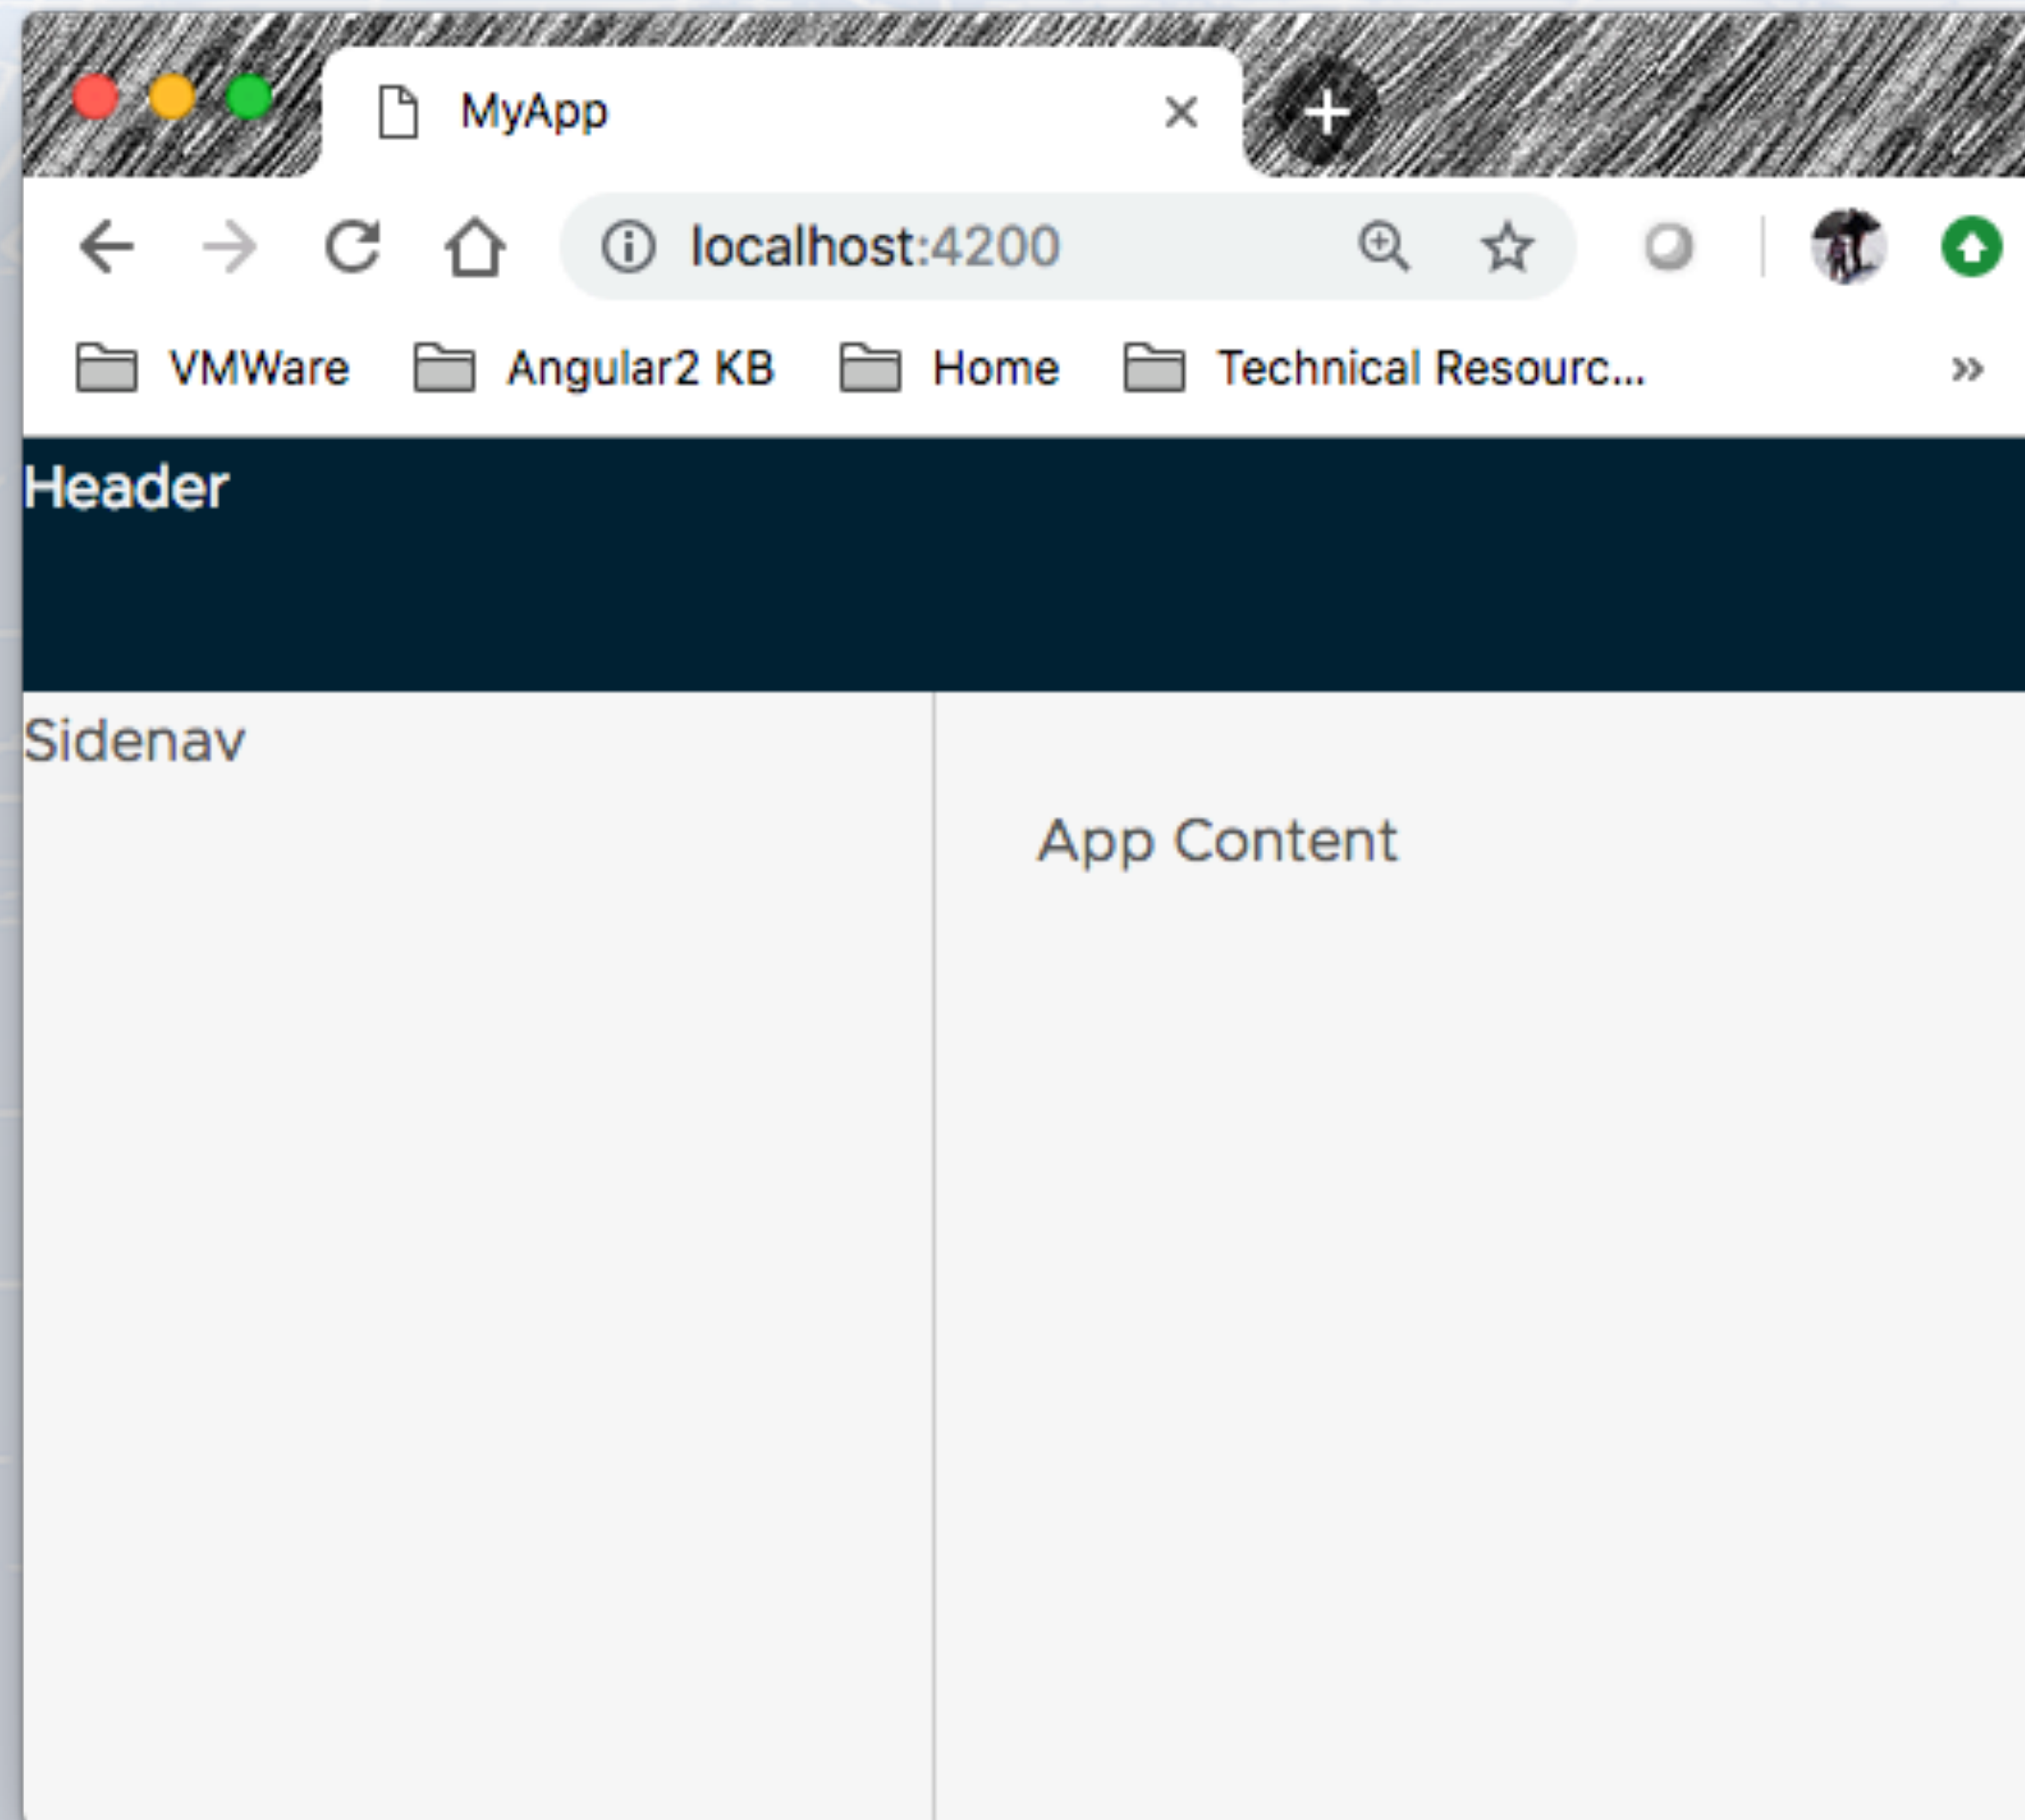 MyApp
localhost:4200
VMWare Angular2 KB Home Technical Resourc...
Header
Sidenav
App Content